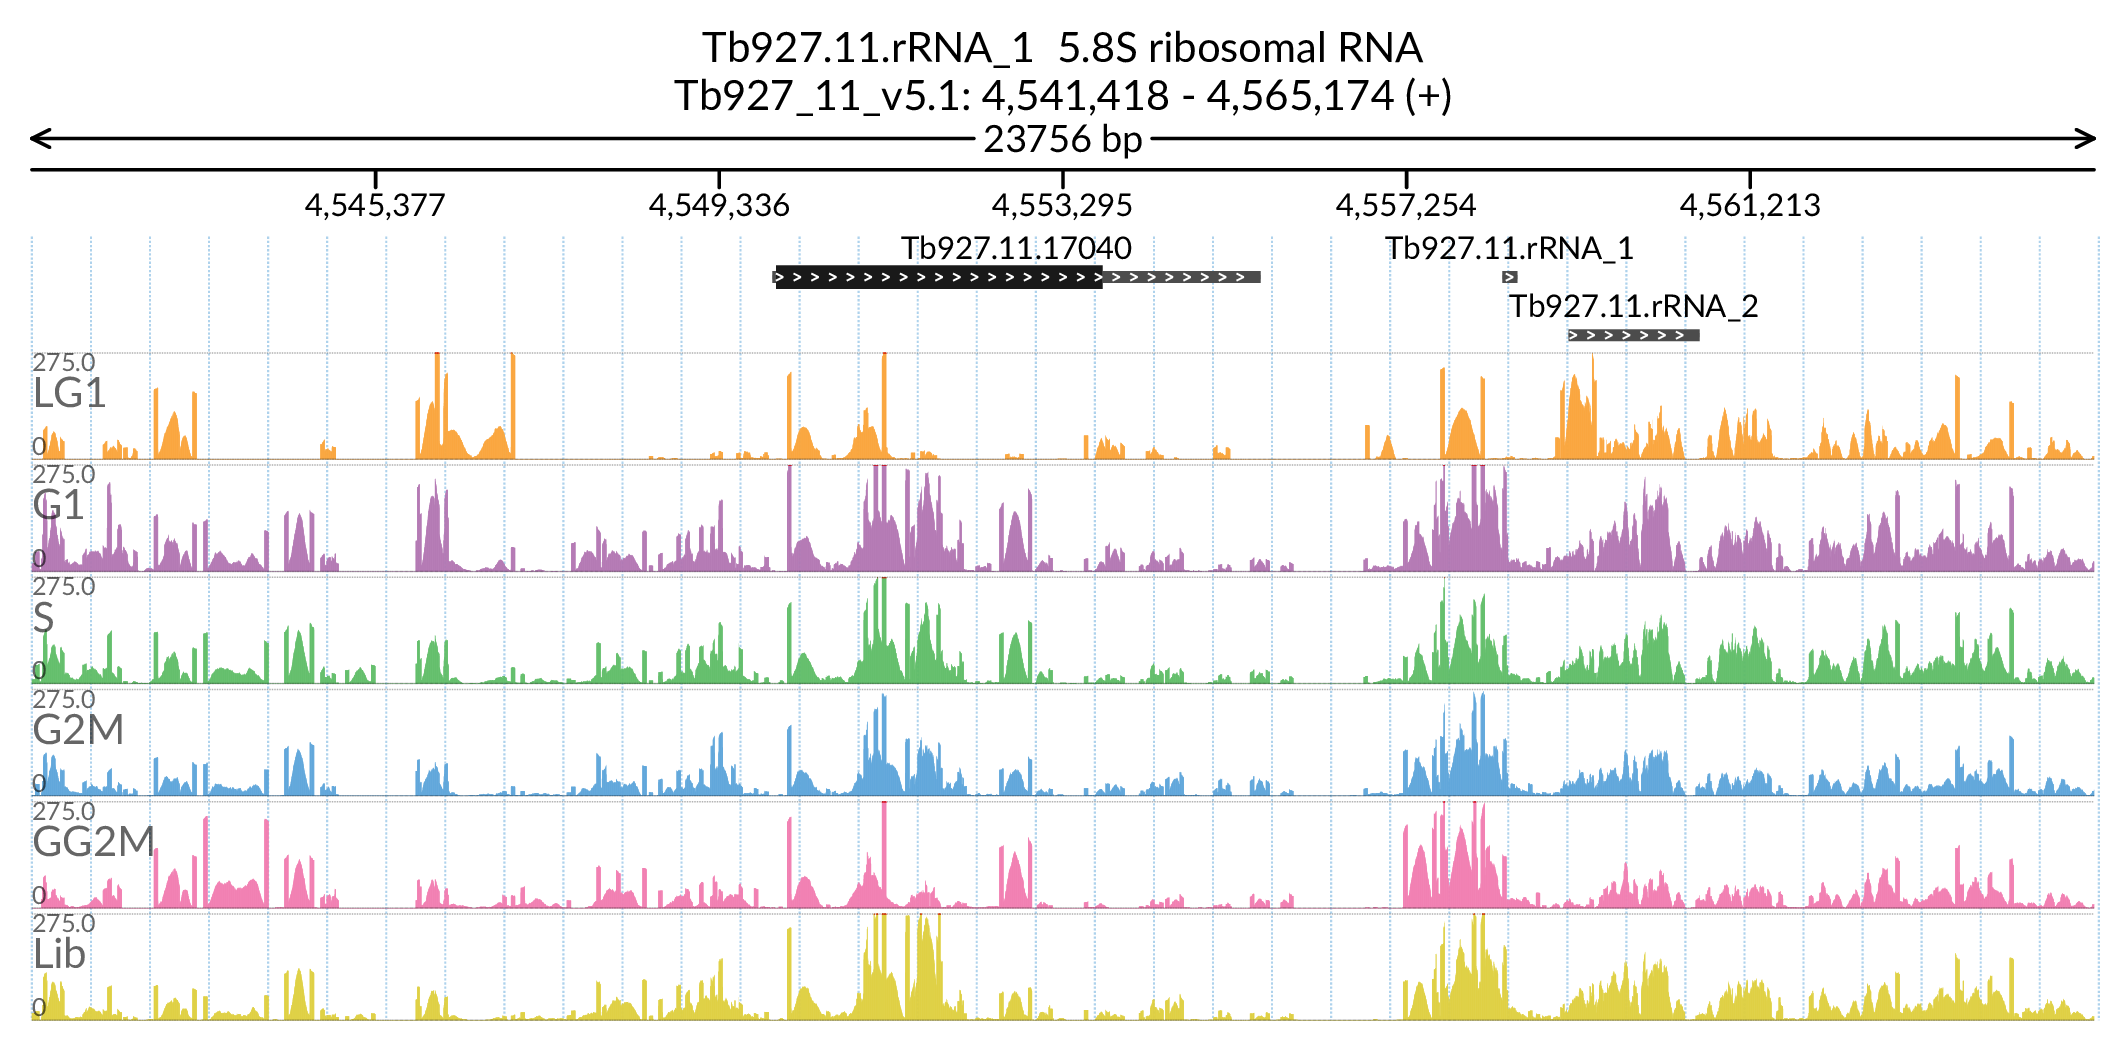 Tb927.11.rRNA_1 5.8S ribosomal RNA
Tb927_11_v5.1: 4,541,418 - 4,565,174 (+)
23756 bp
4,545,377 4,549,336 4,553,295 4,557,254 4,561,213
Tb927.11.17040 Tb927.11.rRNA_1
Tb927.11.rRNA_2
275.0
LG1
0
275.0
G1
0
275.0
S
0
275.0
G2M
0
275.0
GG2M
0
275.0
Lib
0